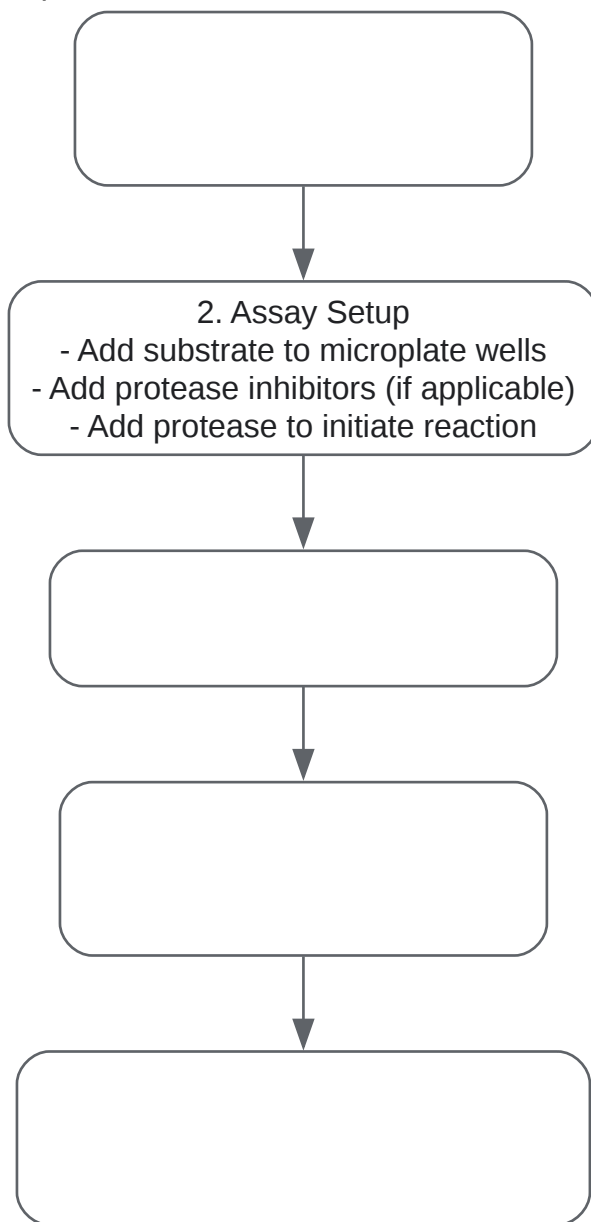 2. Assay Setup
- Add substrate to microplate wells
- Add protease inhibitors (if applicable)
- Add protease to initiate reaction